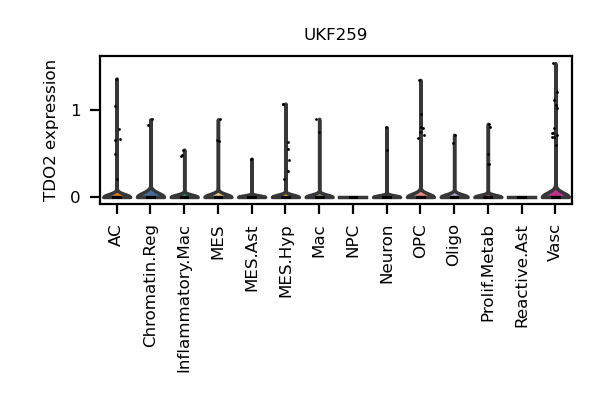 UKF259
TDO2 expression
1
0
AC
Chromatin.Reg
Inflammatory.Mac
MES
MES.Ast
MES.Hyp
Mac
NPC
Neuron
OPC
Oligo
Prolif.Metab
Reactive.Ast
Vasc